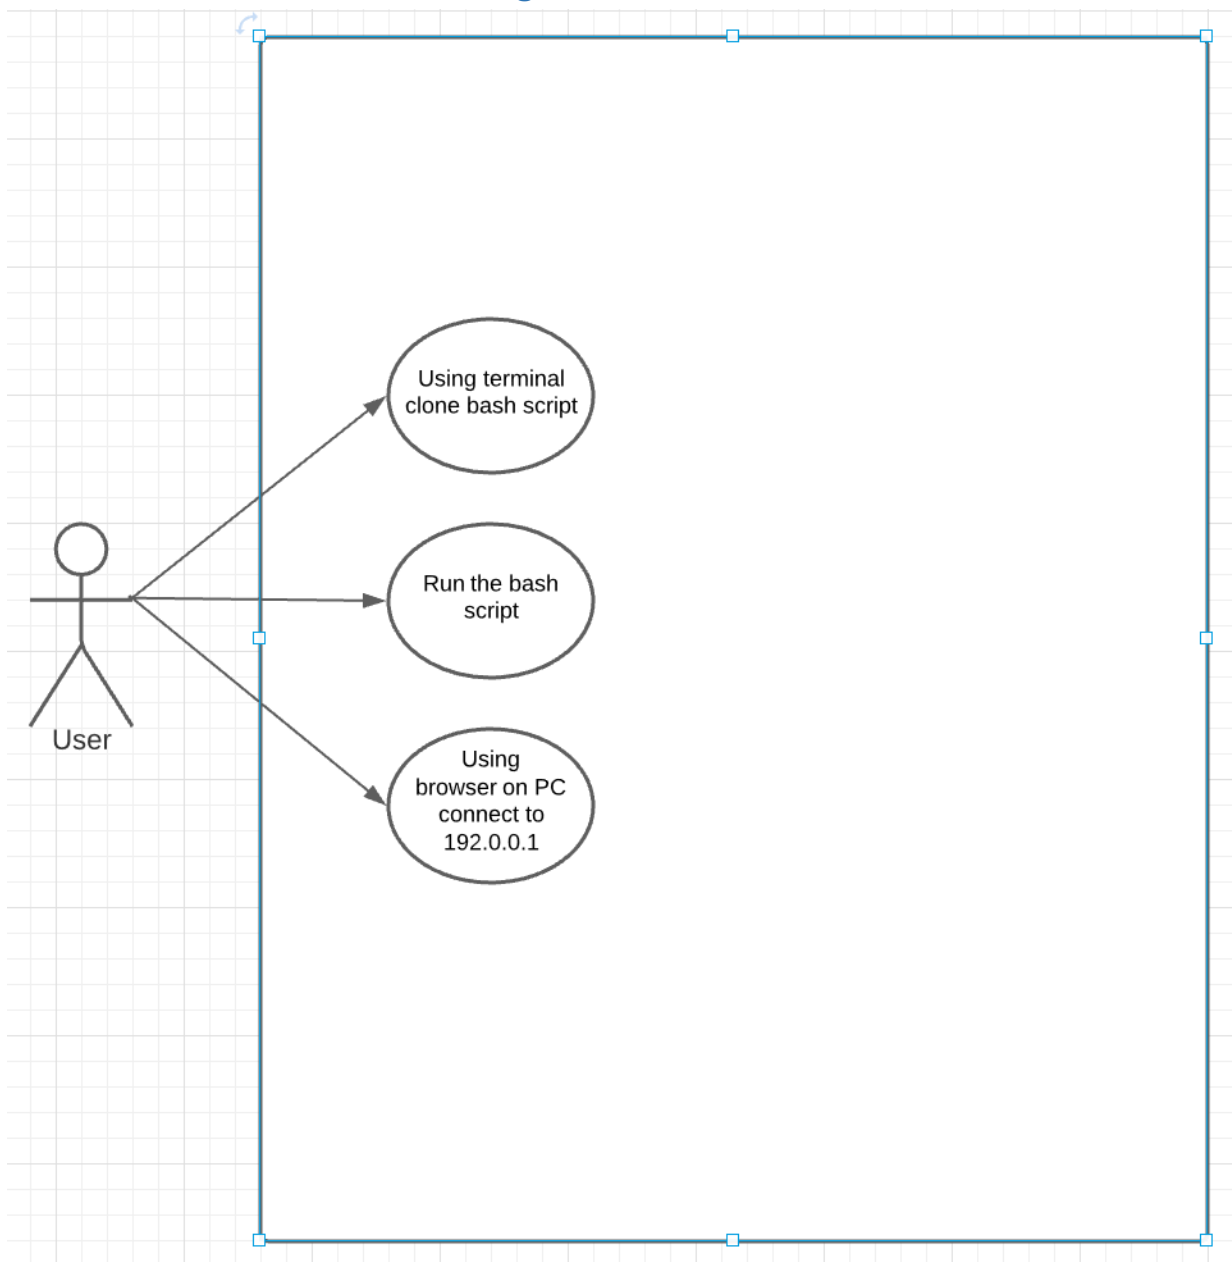 Using terminal
clone bash script
Run the bash
script
User
Using
browser on PC
connect to
192.0.0.1